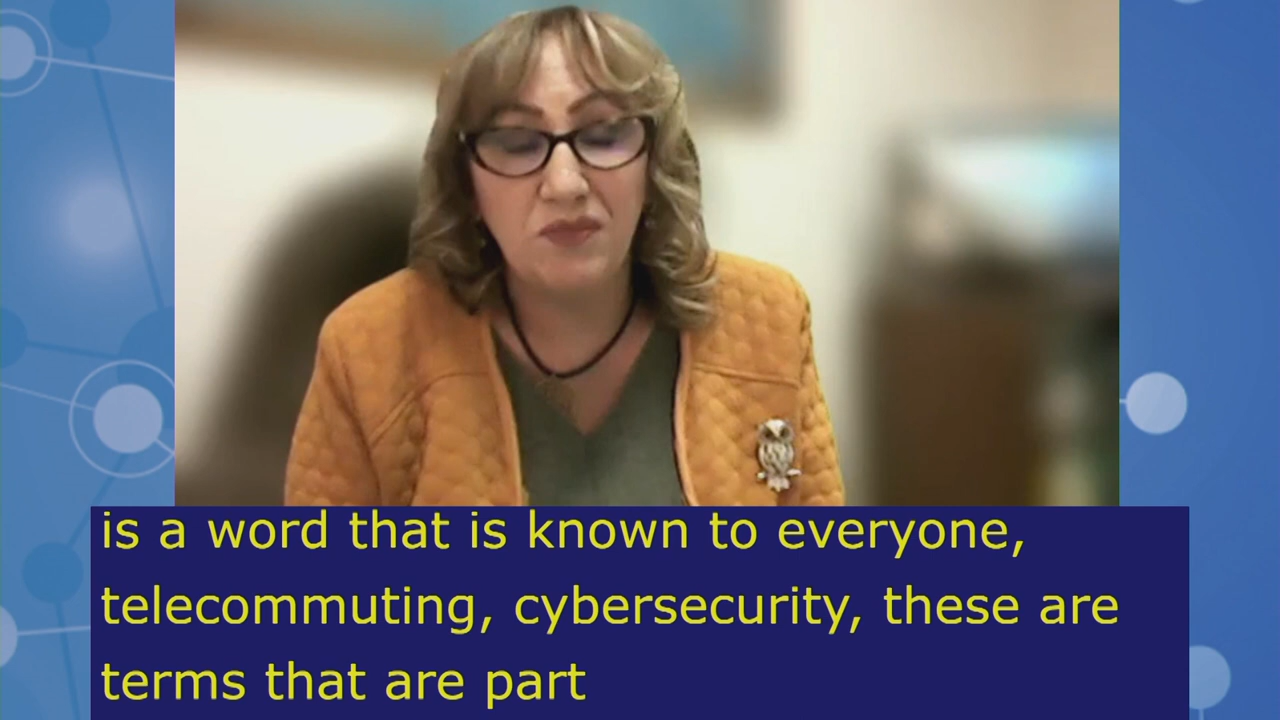 is a word that is known to everyone,
telecommuting, cybersecurity, these are
terms that are part